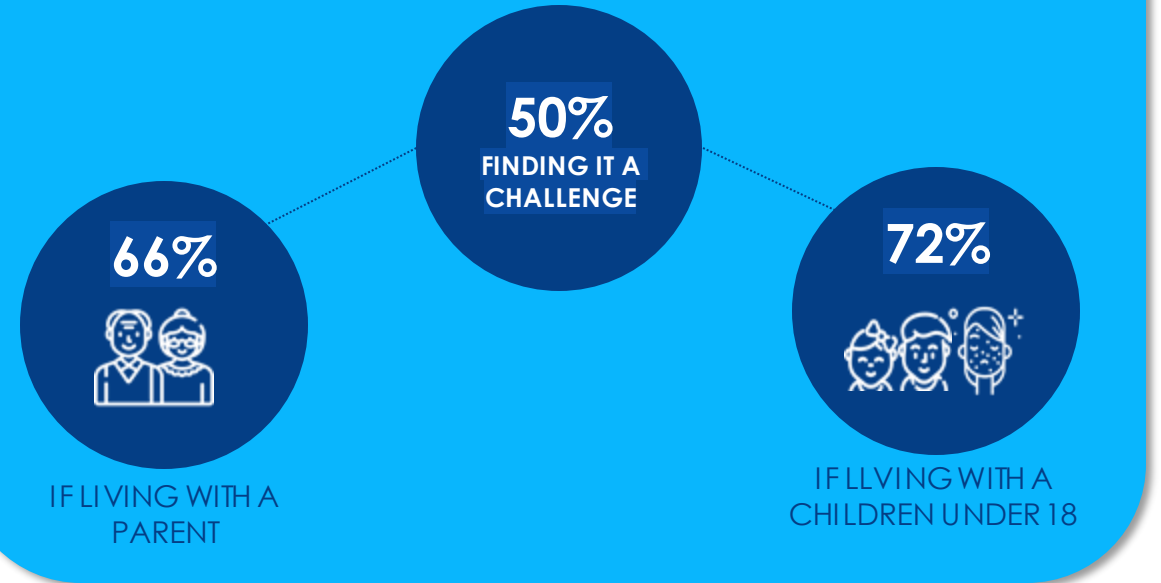 50%
FINDING IT A
CHALLENGE
66%
72%
IF LIVING WITH A
PARENT
IF LLVING WITH A
CHILDREN UNDER 18